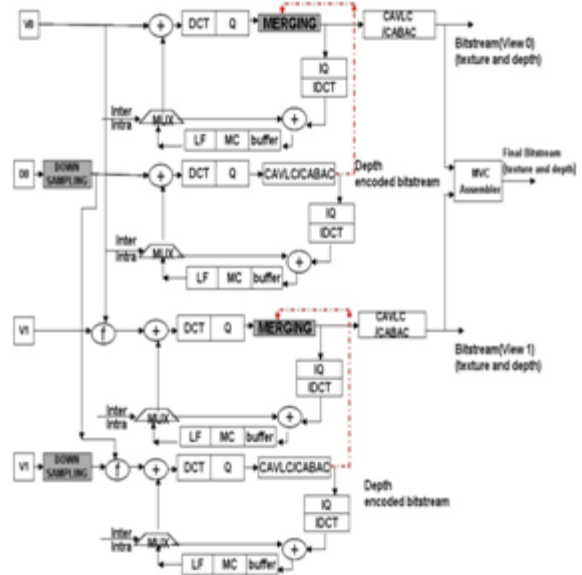 V0
DCT Q
MERGING
CAVLC
/CABAC
Bitstream(View 0)
(texture and depth)
IQ
IDCT
Inter
Intra
MUX
LF MC buffer
D0
DOWN
SAMPLING
DCT Q
CAVLC/CABAC
Depth
encoded bitstream
Final Bitstream
(texture and depth)
MVC
Assembler
IQ
IDCT
Inter
Intra
MUX
LF MC buffer
V1
f
DCT Q
MERGING
CAVLC
/CABAC
Bitstream(View 1)
(texture and depth)
IQ
IDCT
Inter
Intra
MUX
LF MC buffer
V1
DOWN
SAMPLING
f
DCT Q
CAVLC/CABAC
Depth
encoded bitstream
IQ
IDCT
Inter
Intra
MUX
LF MC buffer